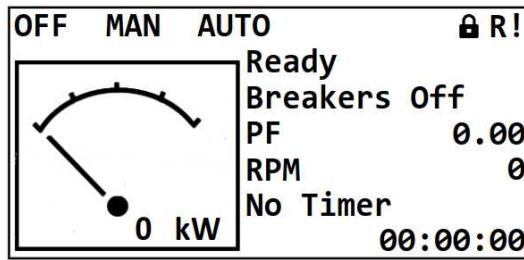 OFF MAN AUTO R!
Ready
Breakers Off
PF 0.00
RPM 0
No Timer
0 kW
00:00:00